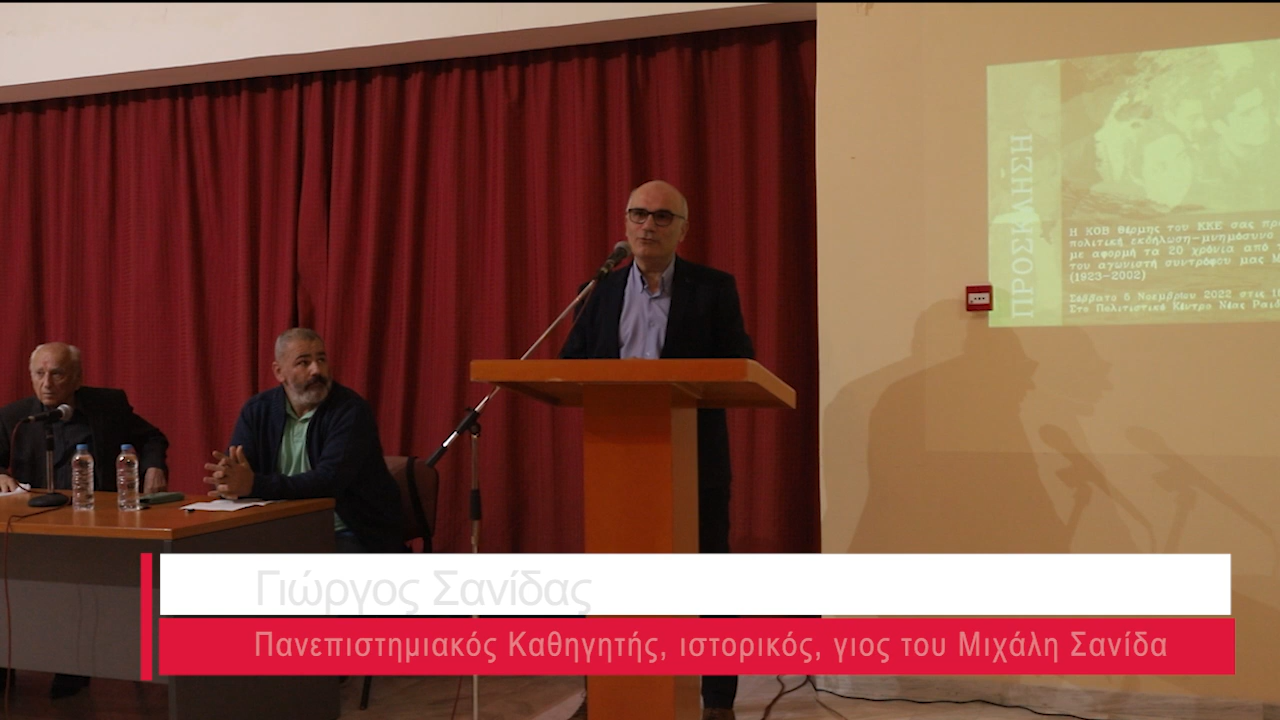 ΠΡΟΣΚΛΗΣΗ
Η ΚΟΒ Θέρμης του ΚΚΕ σας
πολιτική εκδήλωση-μνημόσυνο
με αφορμή τα 20 χρόνια από
του αγωνιστή συντρόφου μας
(1923-2002)
Σάββατο 5 Νοεμβρίου 2022 στις
Στο Πολιτιστικό Κέντρο Νέας
Γιώργος Σανίδας
Πανεπιστημιακός Καθηγητής, ιστορικός, γιος του Μιχάλη Σανίδα